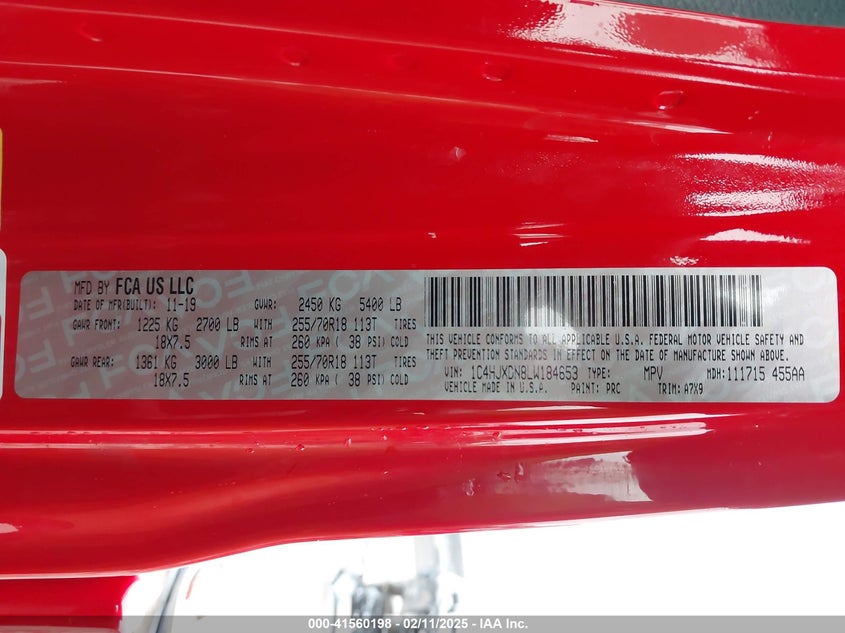 MFD BY FCA US LLC
DATE OF MFR(BUILT): 11-19 GVWR: 2450 KG 5400 LB
GAWR FRONT: 1225 KG 2700 LB WITH 255/70R18 113T TIRES
18X7.5 RIMS AT 260 KPA ( 38 PSI) COLD
GAWR REAR: 1361 KG 3000 LB WITH 255/70R18 113T TIRES
18X7.5 RIMS AT 260 KPA ( 38 PSI) COLD
THIS VEHICLE CONFORMS TO ALL APPLICABLE U.S.A. FEDERAL MOTOR VEHICLE SAFETY AND
THEFT PREVENTION STANDARDS IN EFFECT ON THE DATE OF MANUFACTURE SHOWN ABOVE.
VIN: 1C4HJXDN8LW184653 TYPE: MPV MDH: 111715 455AA
VEHICLE MADE IN U.S.A. PAINT: PRC TRIM: A7X9
000-41560198 - 02/11/2025 - IAA Inc.